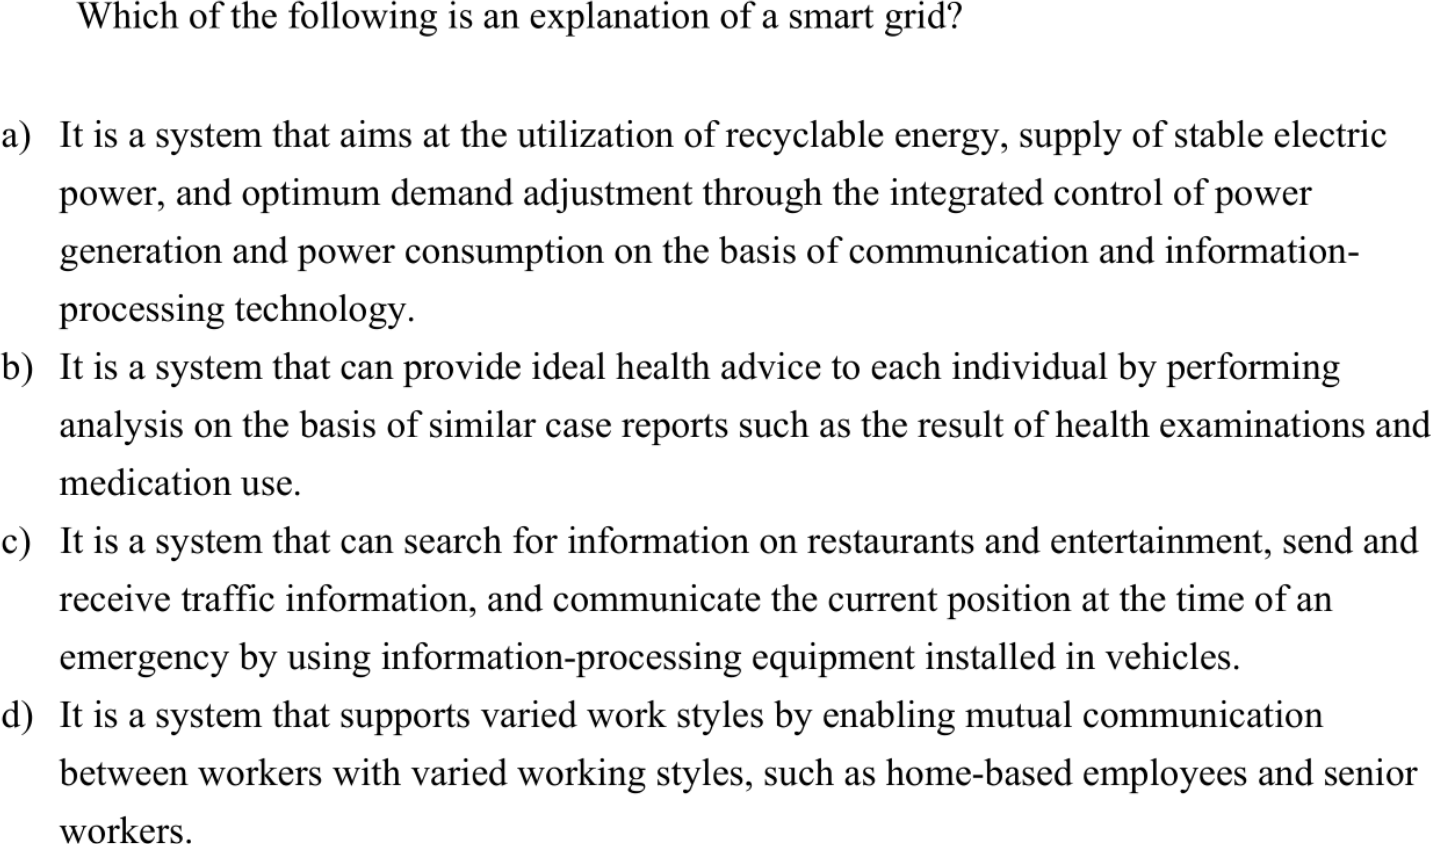 Which of the following is an explanation of a smart grid?
a) It is a system that aims at the utilization of recyclable energy, supply of stable electric
power, and optimum demand adjustment through the integrated control of power
generation and power consumption on the basis of communication and information-
processing technology.
b) It is a system that can provide ideal health advice to each individual by performing
analysis on the basis of similar case reports such as the result of health examinations and
medication use.
c) It is a system that can search for information on restaurants and entertainment, send and
receive traffic information, and communicate the current position at the time of an
emergency by using information-processing equipment installed in vehicles.
d) It is a system that supports varied work styles by enabling mutual communication
between workers with varied working styles, such as home-based employees and senior
workers.